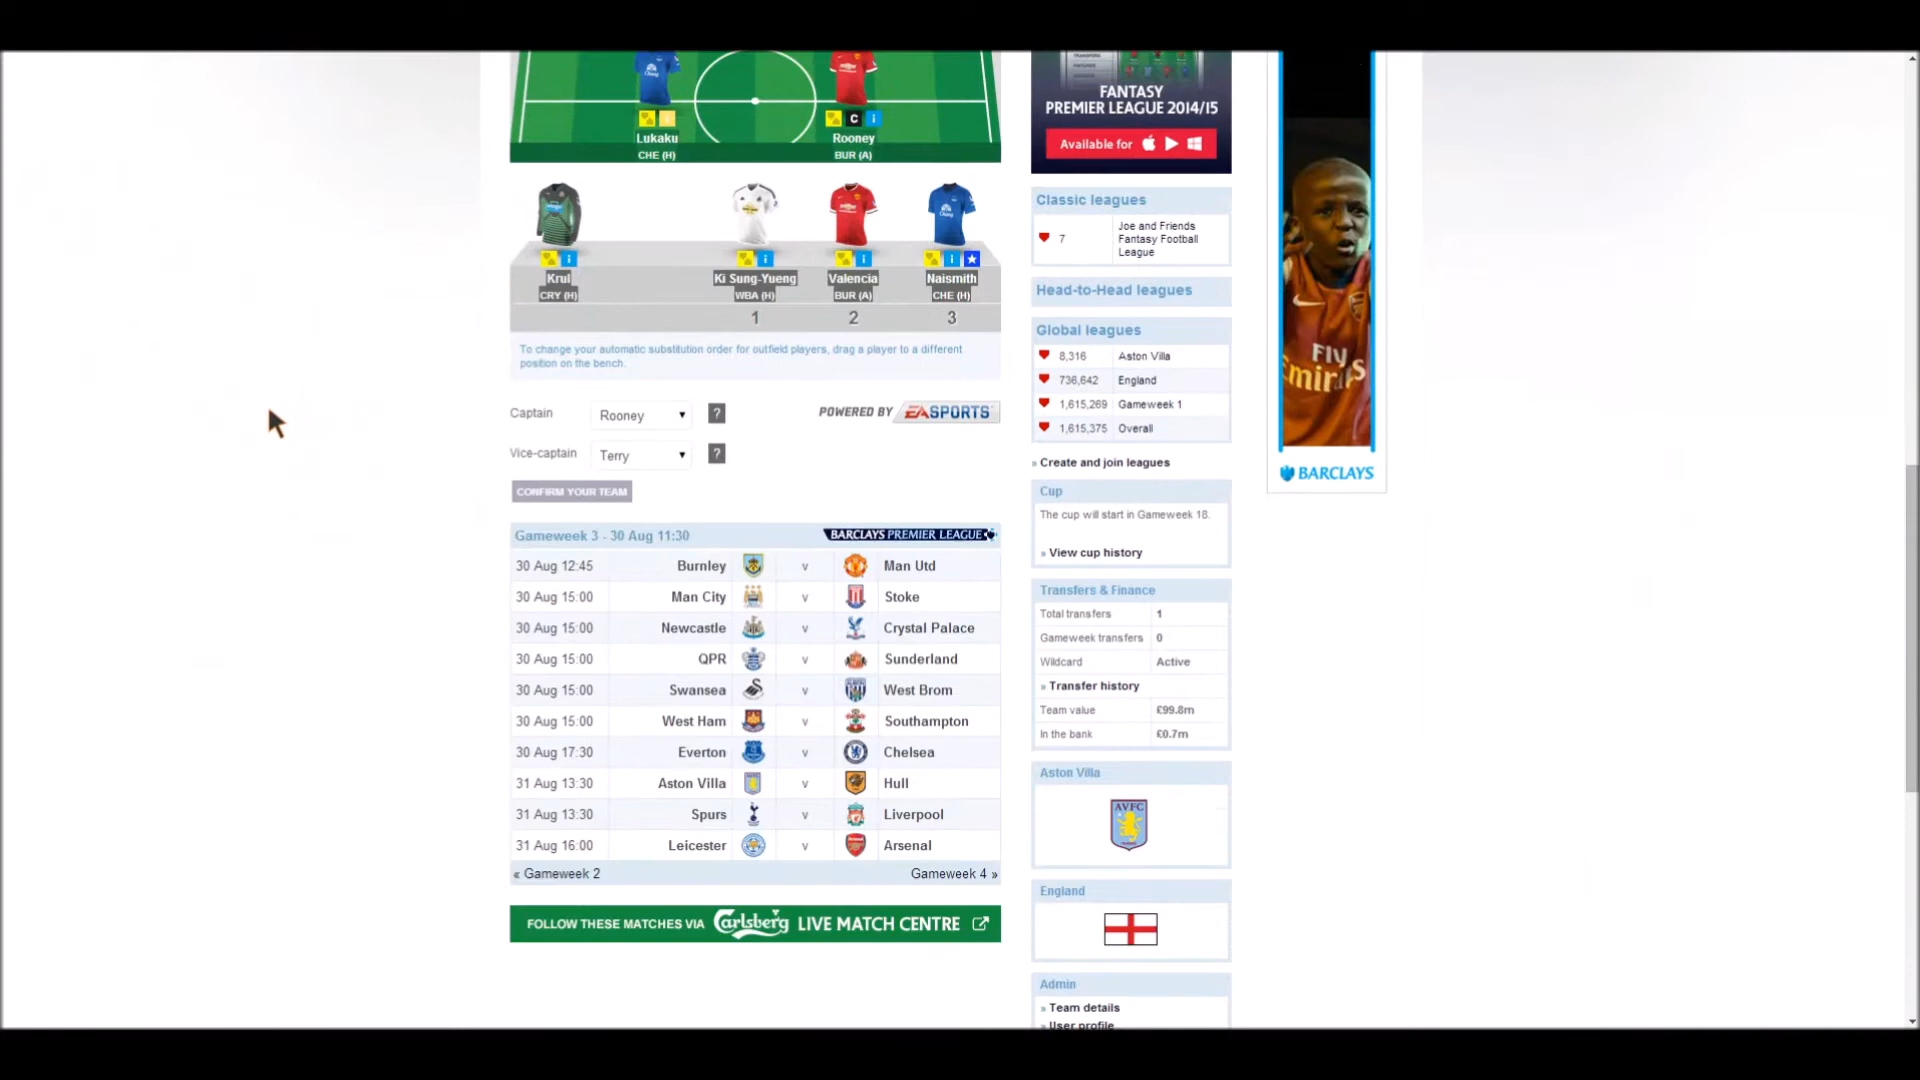 Lukaku
CHE (H)
C
Rooney
BUR (A)
Krul
CRY (H)
Ki Sung-Yueng
WBA (H)
1
Valencia
BUR (A)
2
Naismith
CHE (H)
3
To change your automatic substitution order for outfield players, drag a player to a different
position on the bench.
Captain
Rooney
?
POWERED BY EA SPORTS
Vice-captain
Terry
?
CONFIRM YOUR TEAM
Gameweek 3 - 30 Aug 11:30
BARCLAYS PREMIER LEAGUE
30 Aug 12:45 Burnley v Man Utd
30 Aug 15:00 Man City v Stoke
30 Aug 15:00 Newcastle v Crystal Palace
30 Aug 15:00 QPR v Sunderland
30 Aug 15:00 Swansea v West Brom
30 Aug 15:00 West Ham v Southampton
30 Aug 17:30 Everton v Chelsea
31 Aug 13:30 Aston Villa v Hull
31 Aug 13:30 Spurs v Liverpool
31 Aug 16:00 Leicester v Arsenal
« Gameweek 2
Gameweek 4 »
FOLLOW THESE MATCHES VIA Carlsberg LIVE MATCH CENTRE
FANTASY
PREMIER LEAGUE 2014/15
Available for
Classic leagues
7
Joe and Friends
Fantasy Football
League
Head-to-Head leagues
Global leagues
8,316 Aston Villa
736,642 England
1,615,269 Gameweek 1
1,615,375 Overall
» Create and join leagues
Cup
The cup will start in Gameweek 18.
» View cup history
Transfers & Finance
Total transfers 1
Gameweek transfers 0
Wildcard Active
» Transfer history
Team value £99.8m
In the bank £0.7m
Aston Villa
AVFC
England
Admin
» Team details
» User profile
Fly
Emirates
BARCLAYS